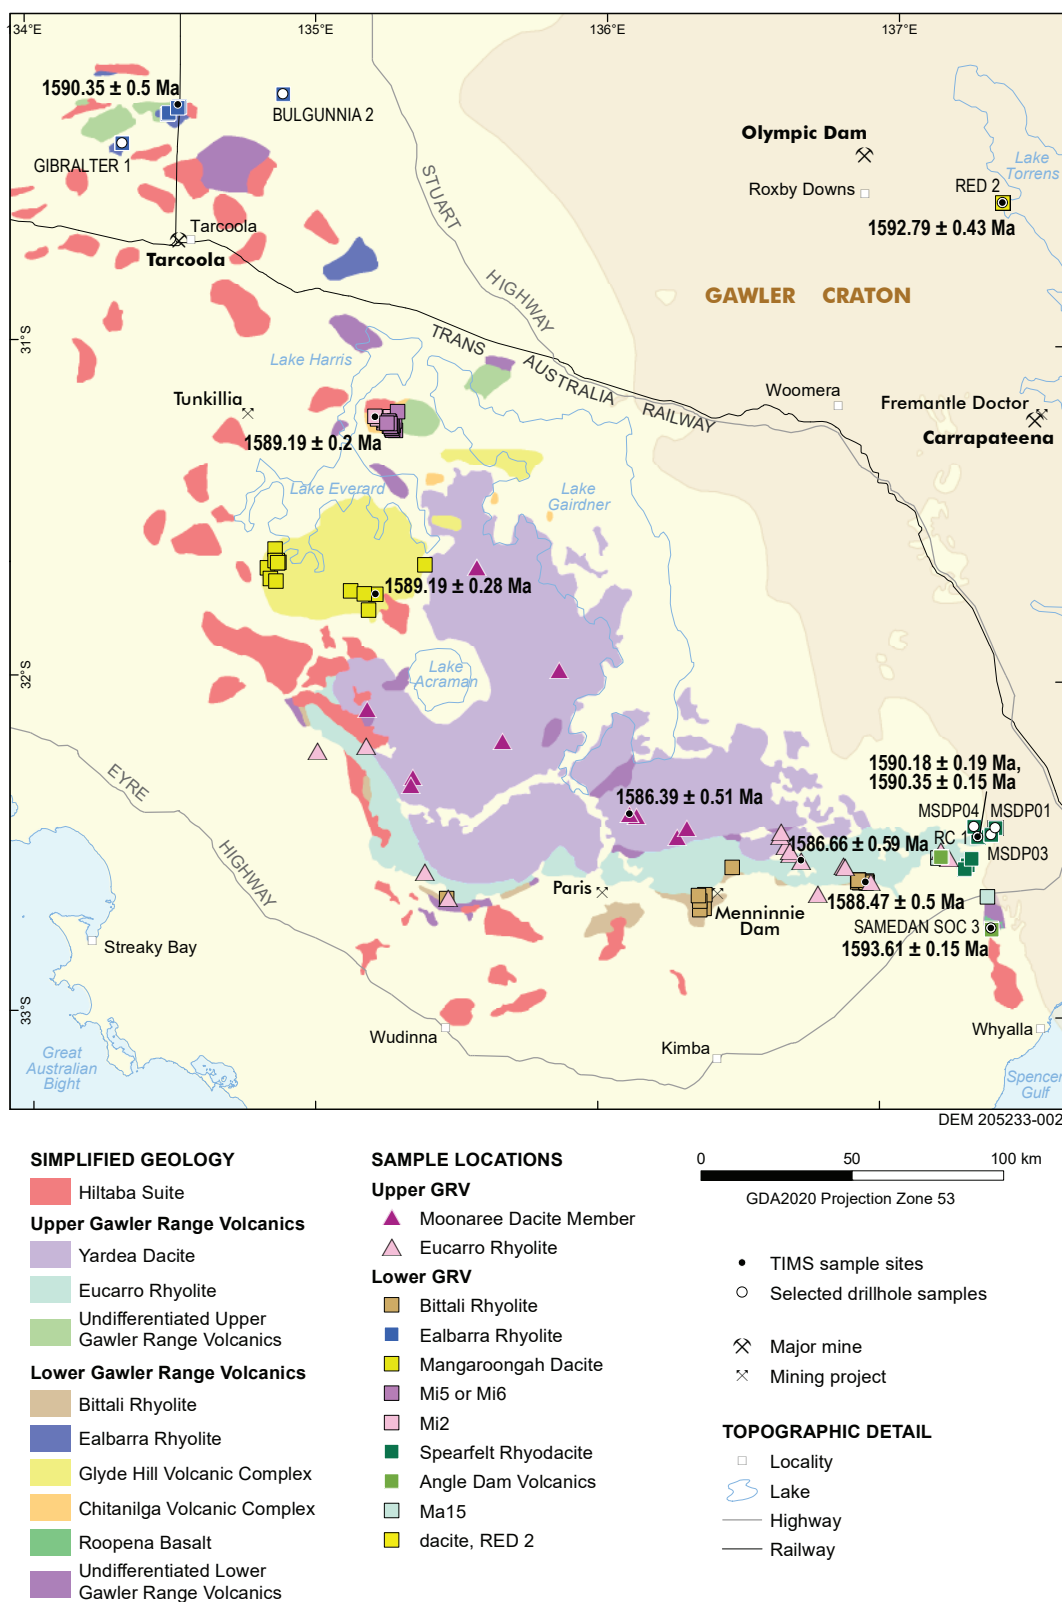 134°E
135°E
136°E
137°E
1590.35 ± 0.5 Ma
BULGUNNIA 2
GIBRALTER 1
STUART
HIGHWAY
Olympic Dam
Roxby Downs
Lake
Torrens
RED 2
1592.79 ± 0.43 Ma
Tarcoola
Tarcoola
GAWLER CRATON
31°S
Lake Harris
TRANS
AUSTRALIA
RAILWAY
Woomera
Tunkillia
Fremantle Doctor
Carrapateena
1589.19 ± 0.2 Ma
Lake Everard
Lake
Gairdner
1589.19 ± 0.28 Ma
32°S
Lake
Acraman
EYRE
HIGHWAY
1590.18 ± 0.19 Ma,
1590.35 ± 0.15 Ma
1586.39 ± 0.51 Ma
MSDP04
MSDP01
RC 1
1586.66 ± 0.59 Ma
MSDP03
Paris
Menninnie
Dam
1588.47 ± 0.5 Ma
SAMEDAN SOC 3
1593.61 ± 0.15 Ma
Streaky Bay
33°S
Wudinna
Kimba
Whyalla
Great
Australian
Bight
Spencer
Gulf
DEM 205233-002
SIMPLIFIED GEOLOGY
Hiltaba Suite
Upper Gawler Range Volcanics
Yardea Dacite
Eucarro Rhyolite
Undifferentiated Upper
Gawler Range Volcanics
Lower Gawler Range Volcanics
Bittali Rhyolite
Ealbarra Rhyolite
Glyde Hill Volcanic Complex
Chitanilga Volcanic Complex
Roopena Basalt
Undifferentiated Lower
Gawler Range Volcanics
SAMPLE LOCATIONS
Upper GRV
Moonaree Dacite Member
Eucarro Rhyolite
Lower GRV
Bittali Rhyolite
Ealbarra Rhyolite
Mangaroongah Dacite
Mi5 or Mi6
Mi2
Spearfelt Rhyodacite
Angle Dam Volcanics
Ma15
dacite, RED 2
0 50 100 km
GDA2020 Projection Zone 53
TIMS sample sites
Selected drillhole samples
Major mine
Mining project
TOPOGRAPHIC DETAIL
Locality
Lake
Highway
Railway